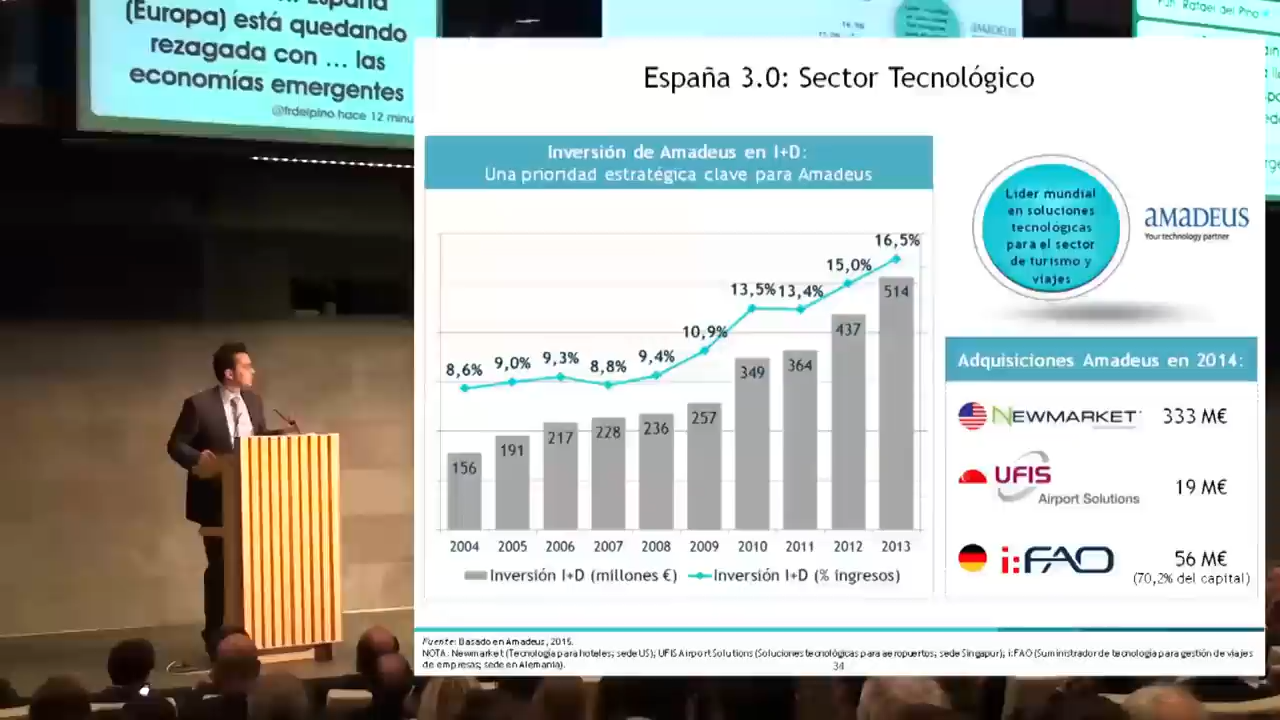 España
(Europa) está quedando
rezagada con ... las
economías emergentes
@frdelpino hace 12 minu
Fun. Rafael del Pino
España 3.0: Sector Tecnológico
Inversión de Amadeus en I+D:
Una prioridad estratégica clave para Amadeus
8,6%
9,0%
9,3%
8,8%
9,4%
10,9%
13,5%
13,4%
15,0%
16,5%
156
191
217
228
236
257
349
364
437
514
2004 2005 2006 2007 2008 2009 2010 2011 2012 2013
Inversión I+D (millones €) Inversión I+D (% ingresos)
Líder mundial
en soluciones
tecnológicas
para el sector
de turismo y
viajes
amadeus
Your technology partner
Adquisiciones Amadeus en 2014:
NEWMARKET 333 M€
UFIS
Airport Solutions 19 M€
i:FAO 56 M€
(70,2% del capital)
Fuente: Basado en Amadeus, 2015.
NOTA: Newmarket (Tecnología para hoteles; sede US); UFIS Airport Solutions (Soluciones tecnológicas para aeropuertos; sede Singapur); i:FAO (Suministrador de tecnología para gestión de viajes
de empresas; sede en Alemania).
34